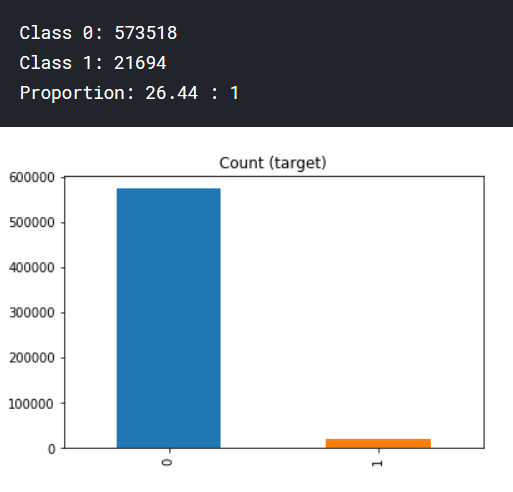 Class 0: 573518
Class 1: 21694
Proportion: 26.44 : 1
Count (target)
600000
500000
400000
300000
200000
100000
0
0
1